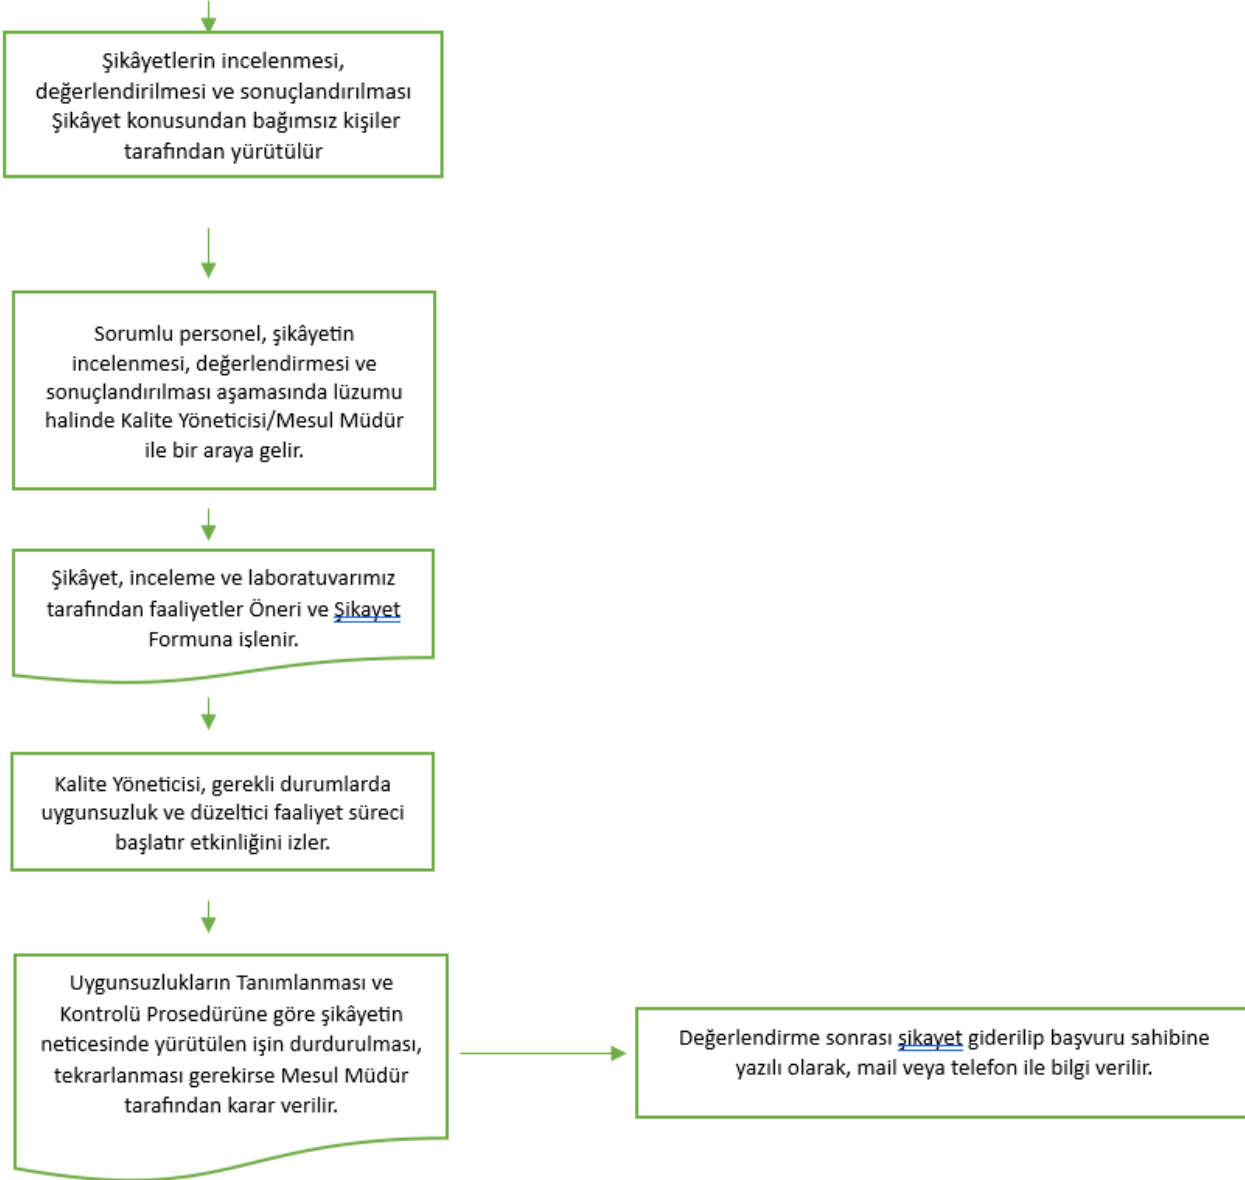 Şikâyetlerin incelenmesi,
değerlendirilmesi ve sonuçlandırılması
Şikâyet konusundan bağımsız kişiler
tarafından yürütülür
Sorumlu personel, şikâyetin
incelenmesi, değerlendirmesi ve
sonuçlandırılması aşamasında lüzumu
halinde Kalite Yöneticisi/Mesul Müdür
ile bir araya gelir.
Şikâyet, inceleme ve laboratuvarımız
tarafından faaliyetler Öneri ve Şikayet
Formuna işlenir.
Kalite Yöneticisi, gerekli durumlarda
uygunsuzluk ve düzeltici faaliyet süreci
başlatır etkinliğini izler.
Uygunsuzlukların Tanımlanması ve
Kontrolü Prosedürüne göre şikâyetin
neticesinde yürütülen işin durdurulması,
tekrarlanması gerekirse Mesul Müdür
tarafından karar verilir.
Değerlendirme sonrası şikayet giderilip başvuru sahibine
yazılı olarak, mail veya telefon ile bilgi verilir.